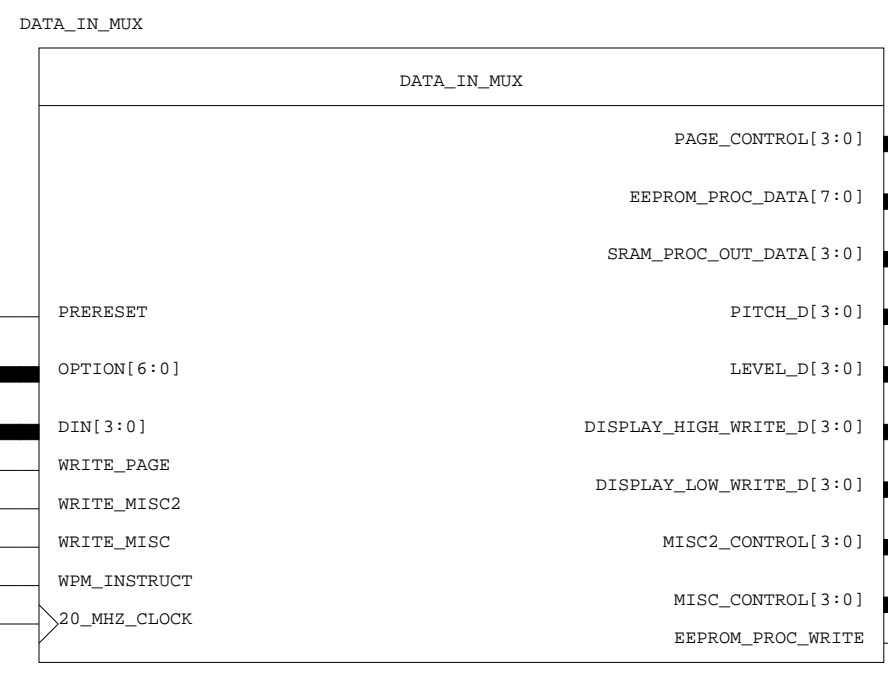 DATA_IN_MUX
DATA_IN_MUX
PAGE_CONTROL[3:0]
EEPROM_PROC_DATA[7:0]
SRAM_PROC_OUT_DATA[3:0]
PRERESET
PITCH_D[3:0]
OPTION[6:0]
LEVEL_D[3:0]
DIN[3:0]
DISPLAY_HIGH_WRITE_D[3:0]
WRITE_PAGE
DISPLAY_LOW_WRITE_D[3:0]
WRITE_MISC2
WRITE_MISC
MISC2_CONTROL[3:0]
WPM_INSTRUCT
MISC_CONTROL[3:0]
20_MHZ_CLOCK
EEPROM_PROC_WRITE